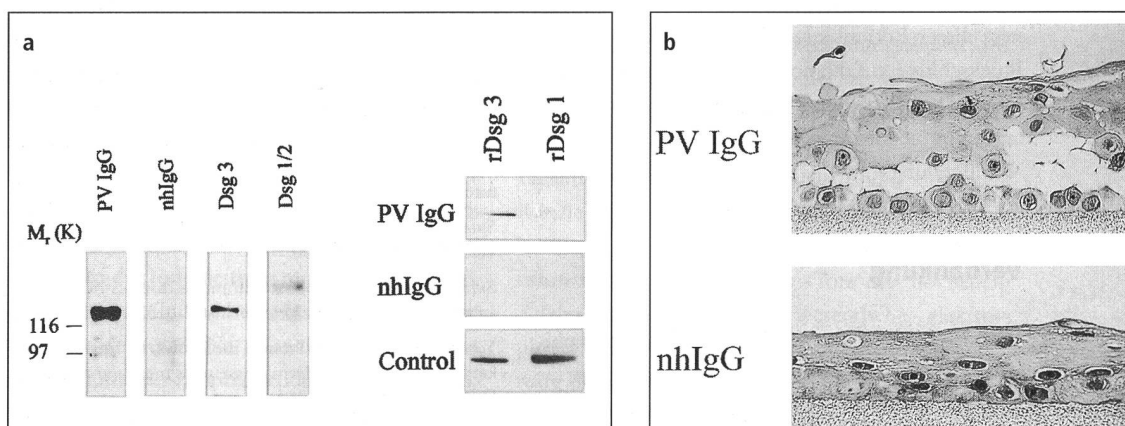 a
PV IgG
nhIgG
Dsg 3
Dsg 1/2
Mr (K)
116
97
rDsg 3
rDsg 1
PV IgG
nhIgG
Control
b
PV IgG
nhIgG